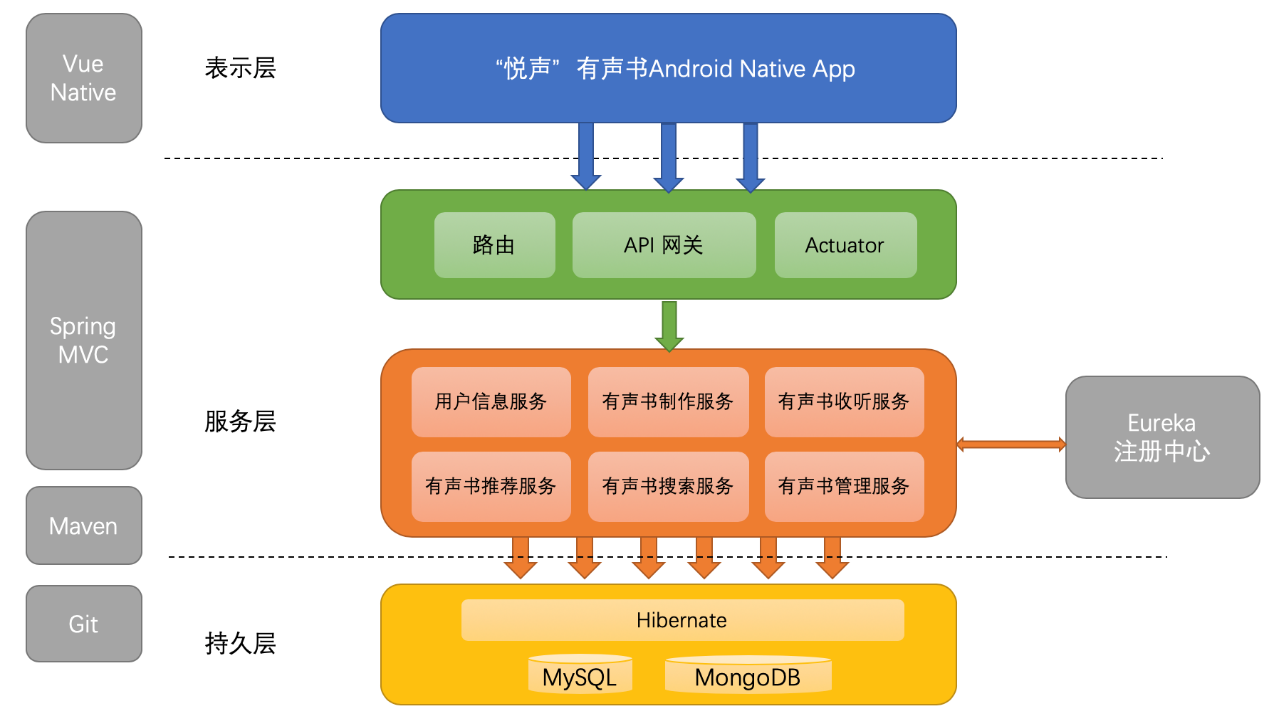 Vue
Native
表示层
“悦声” 有声书Android Native App
路由
API 网关
Actuator
Spring
MVC
服务层
用户信息服务
有声书制作服务
有声书收听服务
有声书推荐服务
有声书搜索服务
有声书管理服务
Eureka
注册中心
Maven
Git
持久层
Hibernate
MySQL
MongoDB